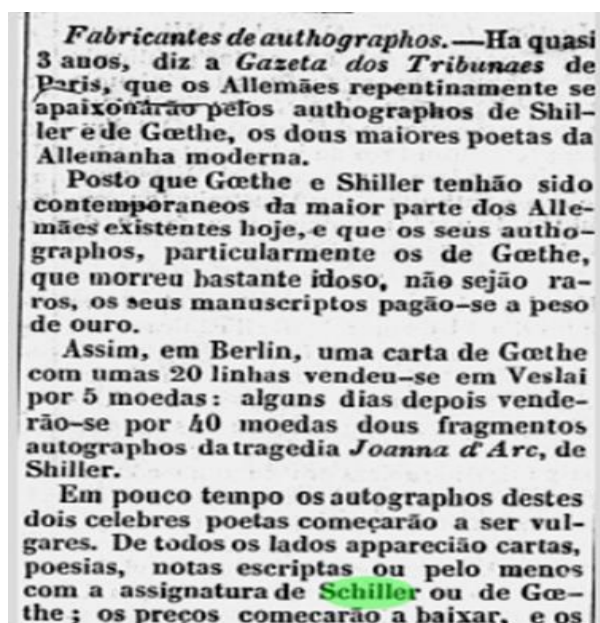 Fabricantes de authographos.—Ha quasi
3 anos, diz a Gazeta dos Tribunaes de
Paris, que os Allemães repentinamente se
apaixonárão pelos authographos de Shil-
ler e de Gœthe, os dous maiores poetas da
Allemanha moderna.
Posto que Gœthe e Shiller tenhão sido
contemporaneos da maior parte dos Alle-
mães existentes hoje, e que os seus autho-
graphos, particularmente os de Gœthe,
que morreu bastante idoso, não sejão ra-
ros, os seus manuscriptos pagão-se a peso
de ouro.
Assim, em Berlin, uma carta de Gœthe
com umas 20 linhas vendeu-se em Veslai
por 5 moedas: alguns dias depois vende-
rão-se por 40 moedas dous fragmentos
autographos da tragedia Joanna d'Arc, de
Shiller.
Em pouco tempo os autographos destes
dois celebres poetas começarão a ser vul-
gares. De todos os lados apparecião cartas,
poesias, notas escriptas ou pelo menos
com a assignatura de Schiller ou de Gœ-
the; os preços começarão a baixar, e os